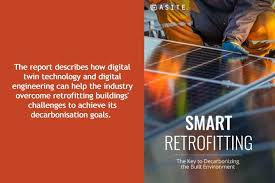 The report describes how digital
twin technology and digital
engineering can help the industry
overcome retrofitting buildings'
challenges to achieve its
decarbonisation goals.
ASITE
SMART
RETROFITTING
The Key to Decarbonizing
the Built Environment